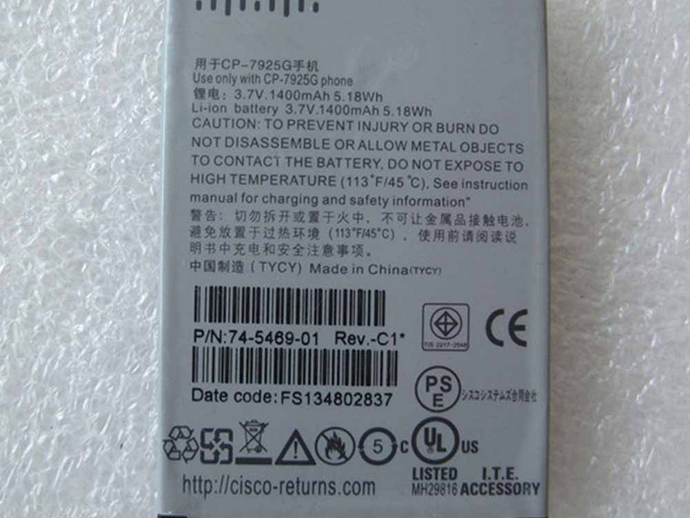 用于CP-7925G手机
Use only with CP-7925G phone
锂电: 3.7V.1400mAh 5.18Wh
Li-ion battery 3.7V.1400mAh 5.18Wh
CAUTION: TO PREVENT INJURY OR BURN DO
NOT DISASSEMBLE OR ALLOW METAL OBJECTS
TO CONTACT THE BATTERY. DO NOT EXPOSE TO
HIGH TEMPERATURE (113°F/45°C). See instruction
manual for charging and safety information"
警告: 切勿拆开或置于火中, 不可让金属品接触电池,
避免放置于过热环境 (113°F/45°C) , 使用前请阅读说
明书中充电和安全注意事项。
中国制造 (TYCY) Made in China(TYCY)
P/N:74-5469-01 Rev.-C1*
TIS 2217-2548
CE
Date code: FS134802837
PS E
シスコシステムズ合同会社
5
C UL US
LISTED I.T.E.
MH29816 ACCESSORY
http://cisco-returns.com